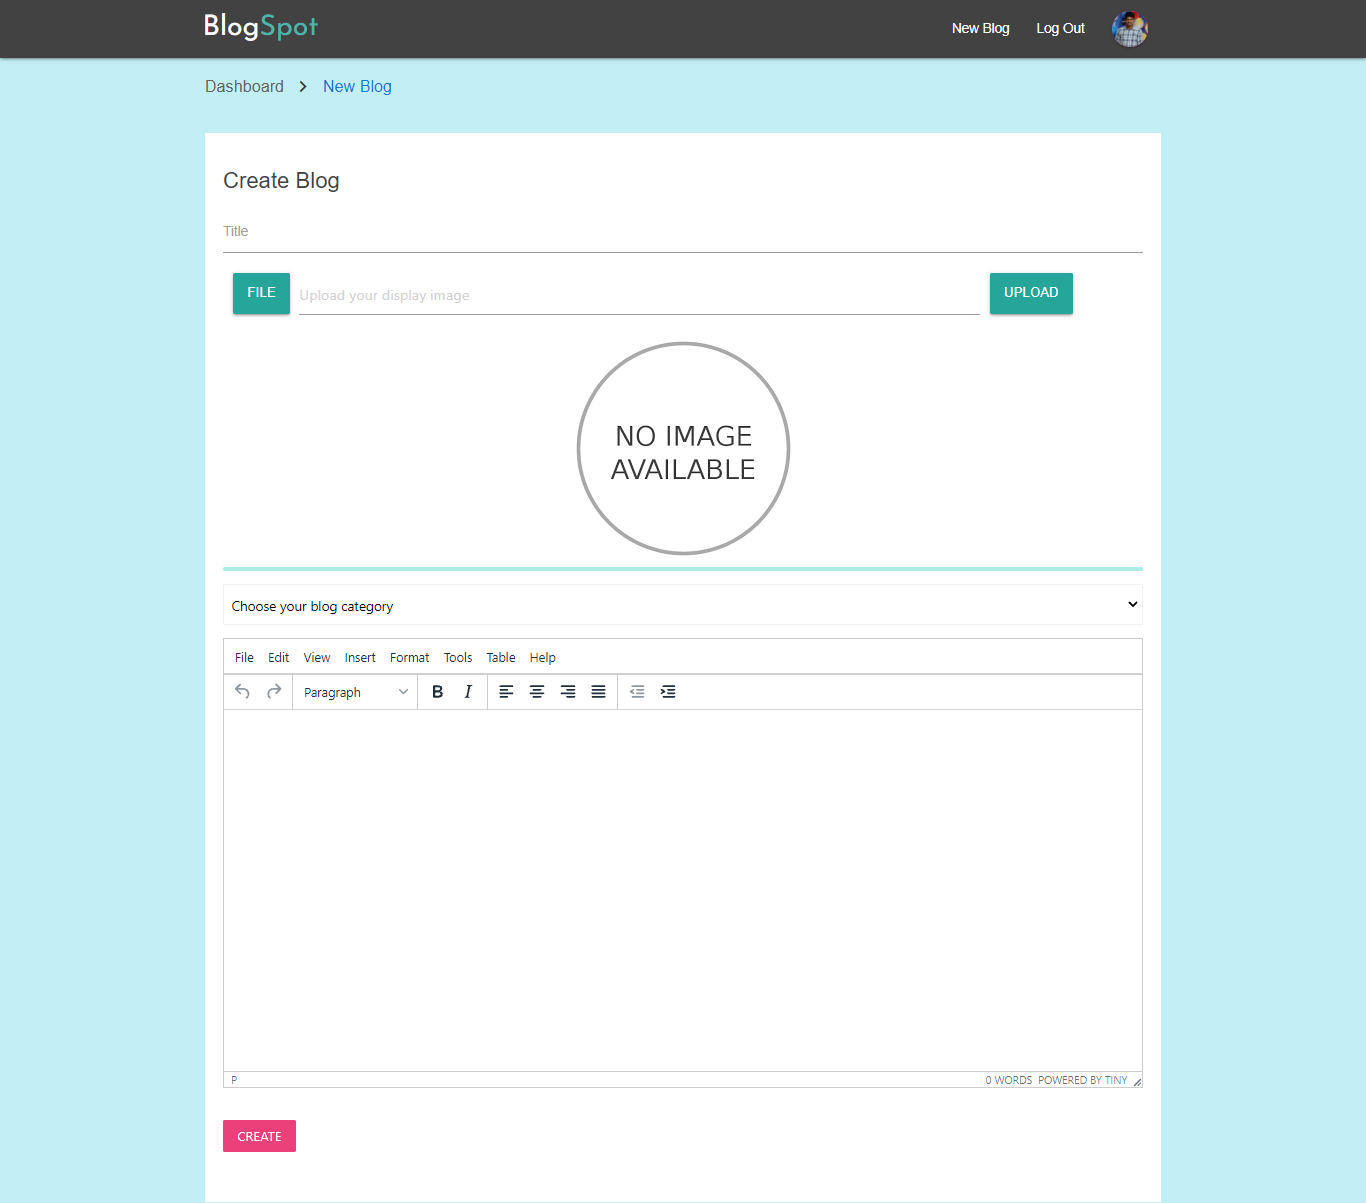 BlogSpot
New Blog Log Out
Dashboard New Blog
Create Blog
Title
FILE Upload your display image UPLOAD
NO IMAGE
AVAILABLE
Choose your blog category
File Edit View Insert Format Tools Table Help
Paragraph B I
P 0 WORDS POWERED BY TINY
CREATE